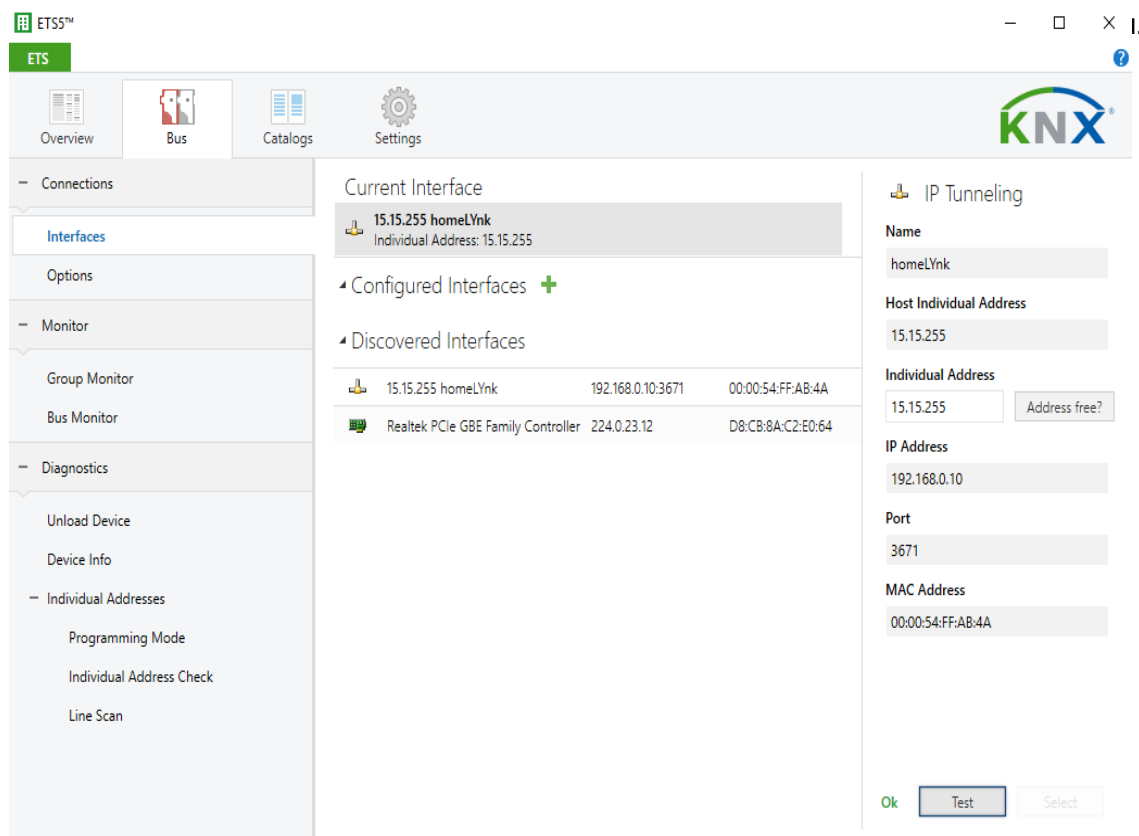 ETS5™
ETS
Overview
Bus
Catalogs
Settings
KNX®
Connections
Interfaces
Options
Monitor
Group Monitor
Bus Monitor
Diagnostics
Unload Device
Device Info
Individual Addresses
Programming Mode
Individual Address Check
Line Scan
Current Interface
15.15.255 homeLYnk
Individual Address: 15.15.255
Configured Interfaces
Discovered Interfaces
15.15.255 homeLYnk 192.168.0.10:3671 00:00:54:FF:AB:4A
Realtek PCIe GBE Family Controller 224.0.23.12 D8:CB:8A:C2:E0:64
IP Tunneling
Name
homeLYnk
Host Individual Address
15.15.255
Individual Address
15.15.255 Address free?
IP Address
192.168.0.10
Port
3671
MAC Address
00:00:54:FF:AB:4A
Ok Test Select